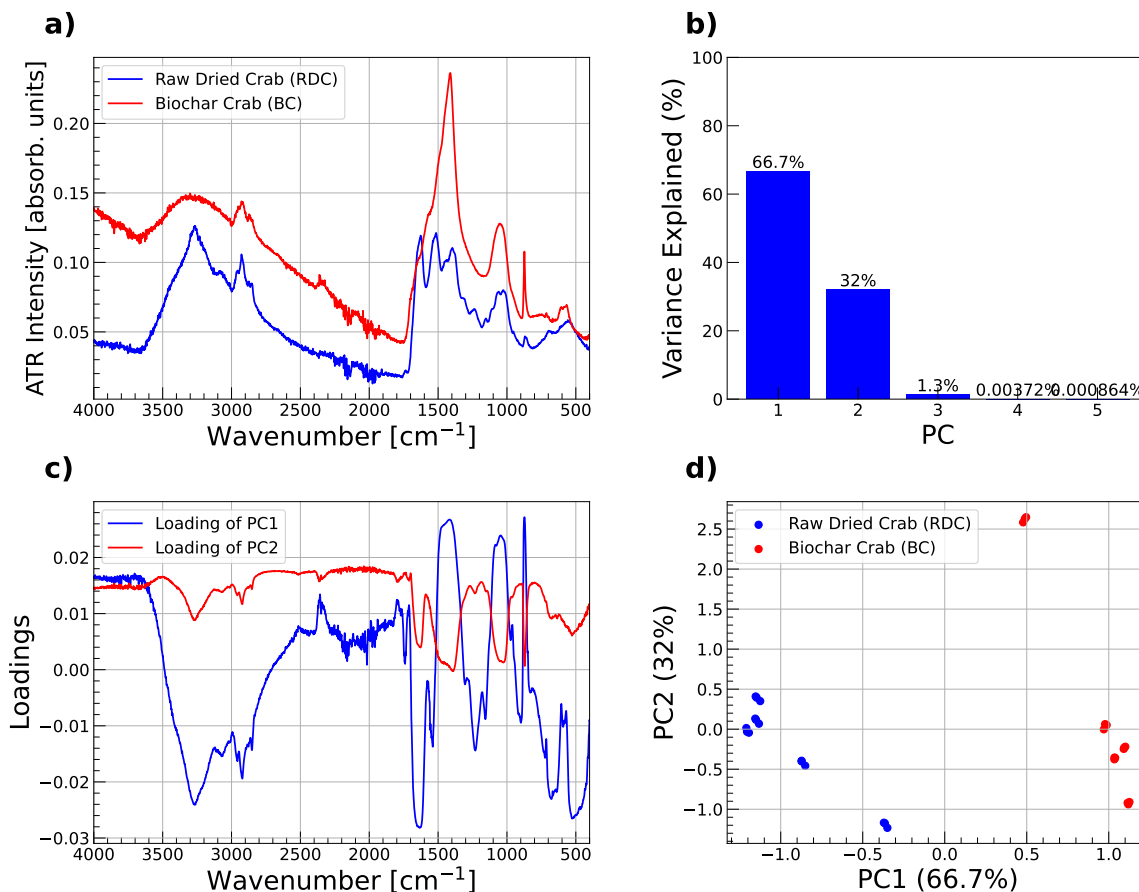 a)
ATR Intensity [absorb. units]
0.20
0.15
0.10
0.05
Raw Dried Crab (RDC)
Biochar Crab (BC)
4000 3500 3000 2500 2000 1500 1000 500
Wavenumber [cm⁻¹]
b)
Variance Explained (%)
100
80
60
40
20
0
66.7%
32%
1.3%
0.00372%
0.000864%
1 2 3 4 5
PC
c)
Loadings
0.02
0.01
0.00
−0.01
−0.02
−0.03
Loading of PC1
Loading of PC2
4000 3500 3000 2500 2000 1500 1000 500
Wavenumber [cm⁻¹]
d)
PC2 (32%)
2.5
2.0
1.5
1.0
0.5
0.0
−0.5
−1.0
Raw Dried Crab (RDC)
Biochar Crab (BC)
−1.0 −0.5 0.0 0.5 1.0
PC1 (66.7%)